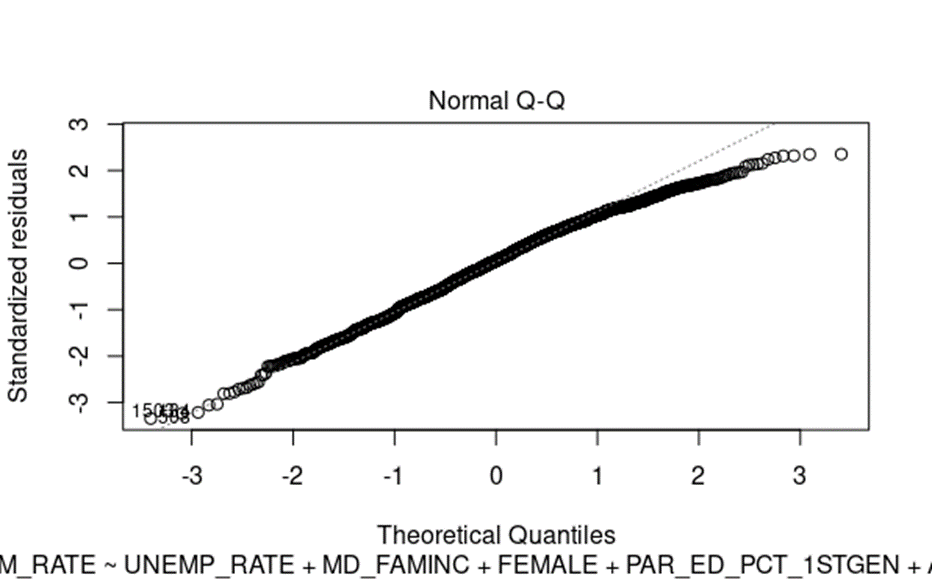 Normal Q-Q
Standardized residuals
3
2
1
0
-1
-2
-3
508
-3 -2 -1 0 1 2 3
Theoretical Quantiles
M_RATE ~ UNEMP_RATE + MD_FAMINC + FEMALE + PAR_ED_PCT_1STGEN +